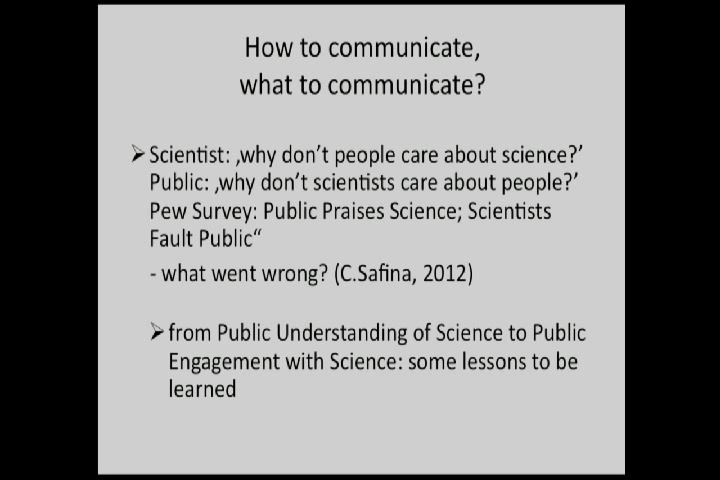 How to communicate,
what to communicate?
➢ Scientist: ‚why don't people care about science?'
Public: ‚why don't scientists care about people?'
Pew Survey: Public Praises Science; Scientists
Fault Public“
- what went wrong? (C.Safina, 2012)
➢ from Public Understanding of Science to Public
Engagement with Science: some lessons to be
learned